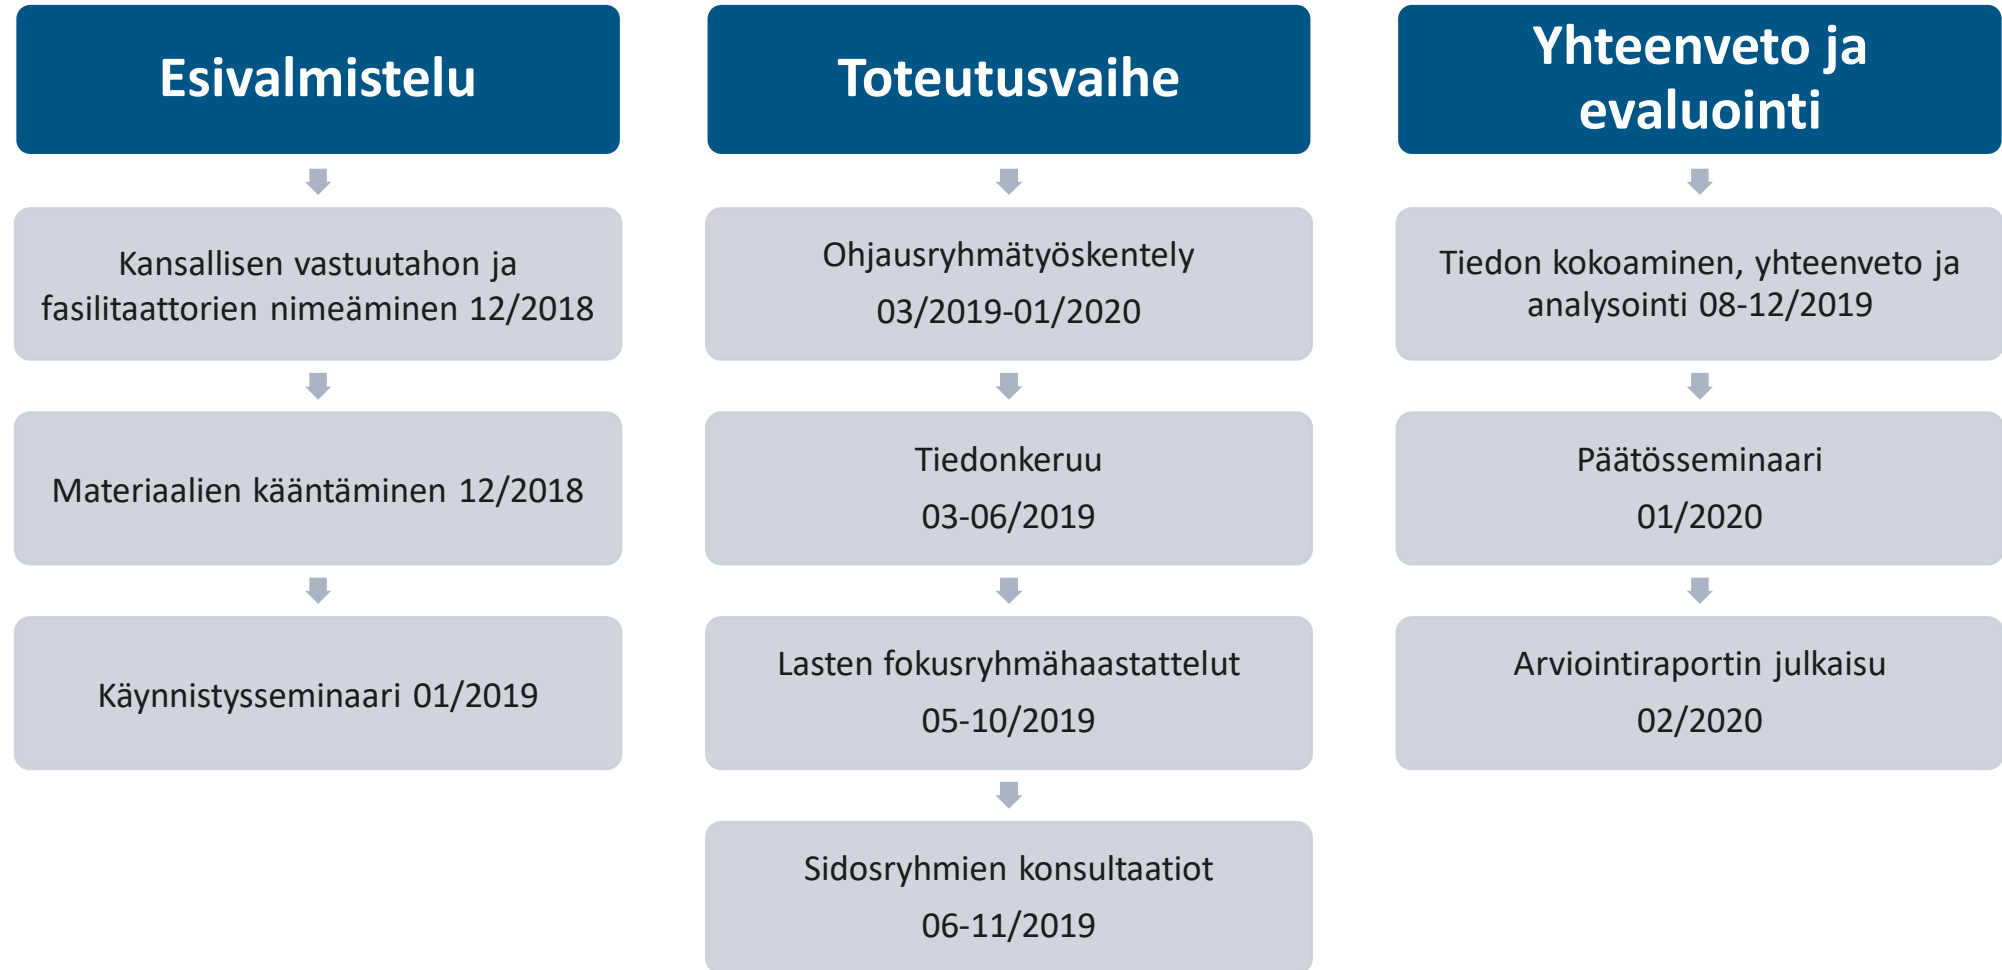 Esivalmistelu
Kansallisen vastuutahon ja
fasilitaattorien nimeäminen 12/2018
Materiaalien kääntäminen 12/2018
Käynnistysseminaari 01/2019
Toteutusvaihe
Ohjausryhmätyöskentely
03/2019-01/2020
Tiedonkeruu
03-06/2019
Lasten fokusryhmähaastattelut
05-10/2019
Sidosryhmien konsultaatiot
06-11/2019
Yhteenveto ja
evaluointi
Tiedon kokoaminen, yhteenveto ja
analysointi 08-12/2019
Päätösseminaari
01/2020
Arviointiraportin julkaisu
02/2020